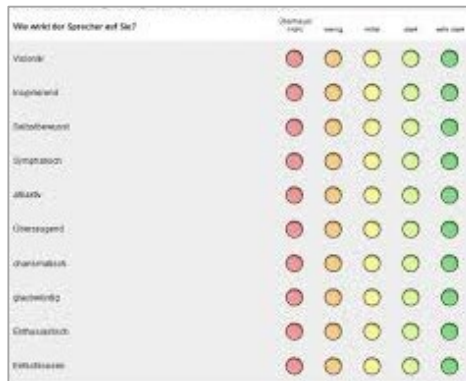 Wie wirkt der Sprecher auf Sie?
Überhaupt nicht wenig mittel stark sehr stark
Visionär
Inspirierend
Selbstbewusst
Sympathisch
attraktiv
Überzeugend
charismatisch
glaubwürdig
Enthusiastisch
Entschlossen